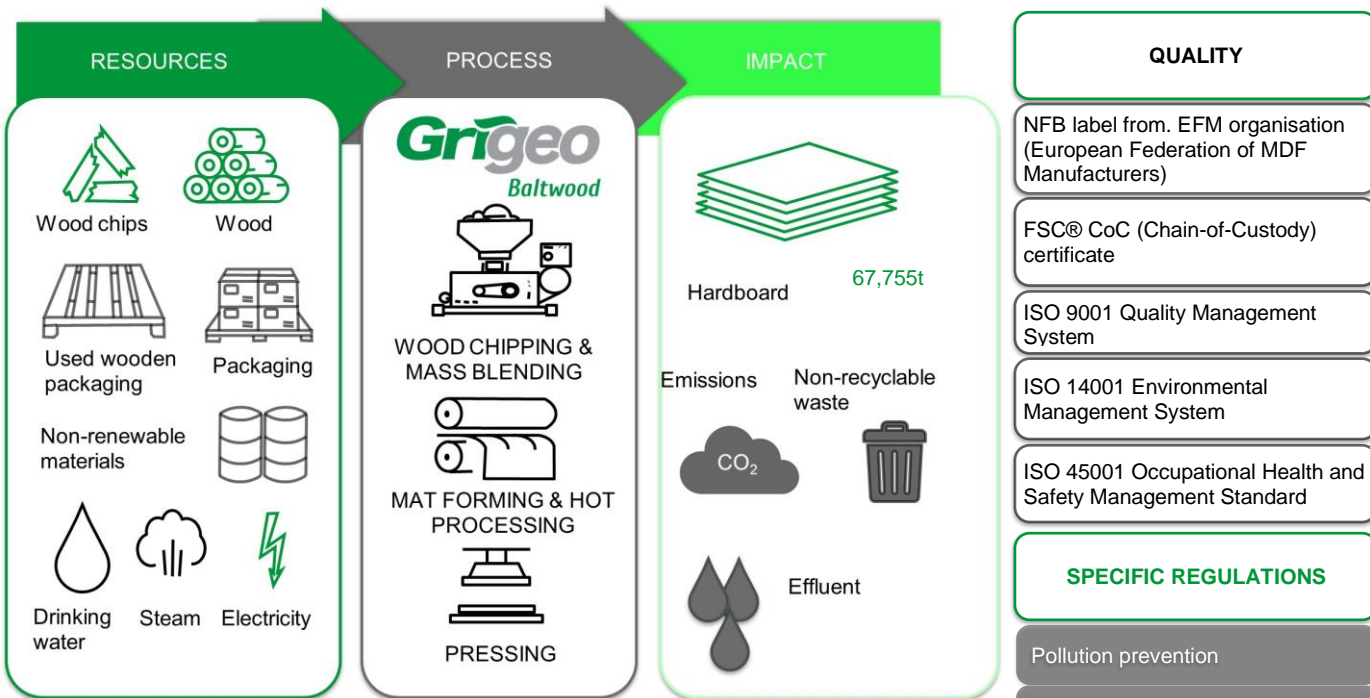 RESOURCES
PROCESS
IMPACT
Wood chips
Wood
Used wooden
packaging
Packaging
Non-renewable
materials
Drinking
water
Steam
Electricity
Grigeo
Baltwood
WOOD CHIPPING &
MASS BLENDING
MAT FORMING & HOT
PROCESSING
PRESSING
Hardboard
67,755t
Emissions
Non-recyclable
waste
CO₂
Effluent
QUALITY
NFB label from. EFM organisation
(European Federation of MDF
Manufacturers)
FSC® CoC (Chain-of-Custody)
certificate
ISO 9001 Quality Management
System
ISO 14001 Environmental
Management System
ISO 45001 Occupational Health and
Safety Management Standard
SPECIFIC REGULATIONS
Pollution prevention